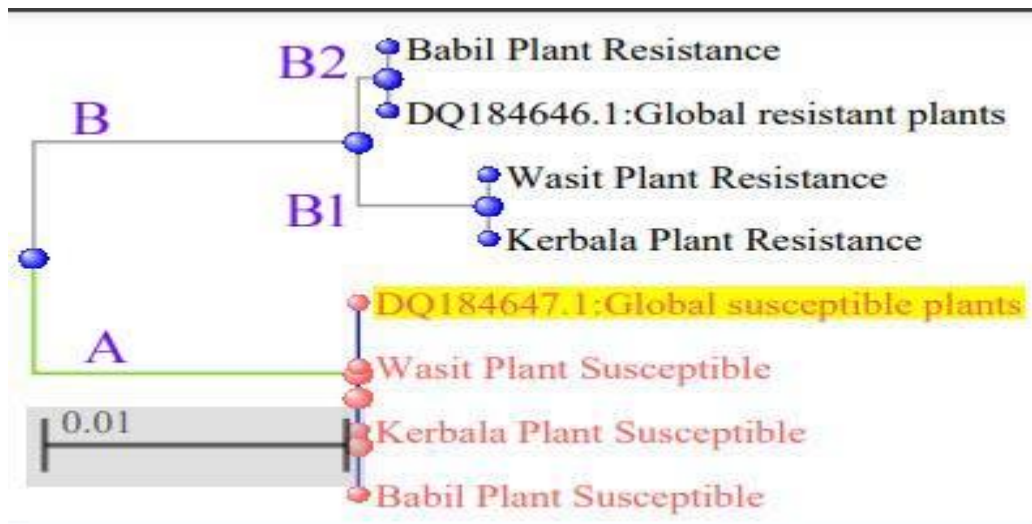 B2
Babil Plant Resistance
DQ184646.1:Global resistant plants
B
Wasit Plant Resistance
B1
Kerbala Plant Resistance
DQ184647.1:Global susceptible plants
A
Wasit Plant Susceptible
0.01
Kerbala Plant Susceptible
Babil Plant Susceptible